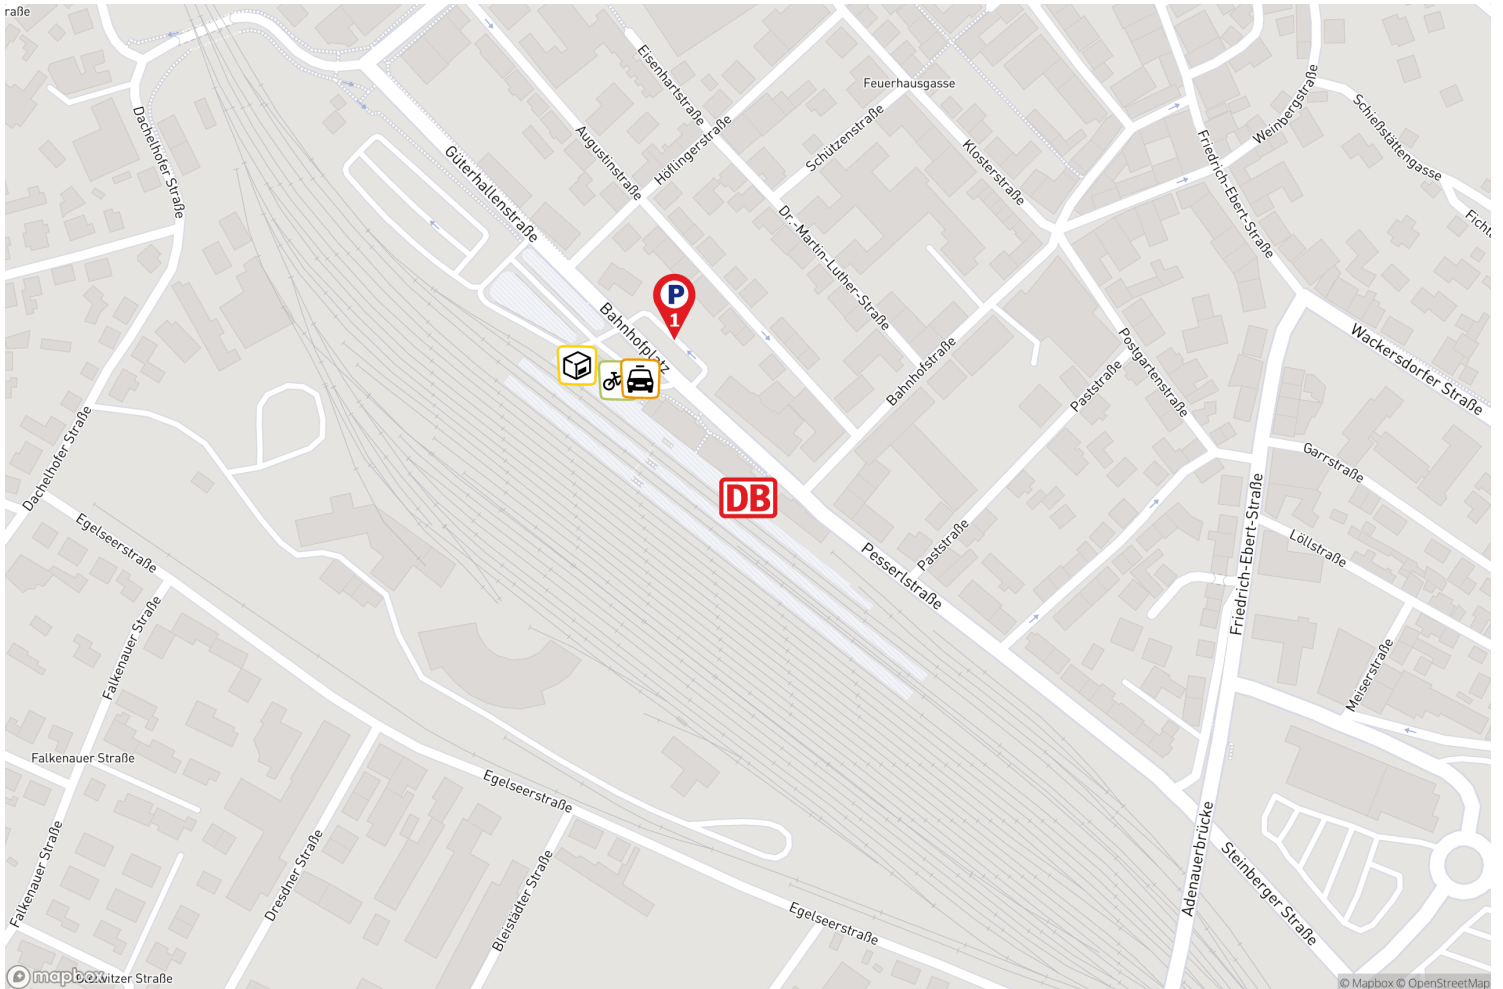 raße
Eisenhartstraße
Feuerhausgasse
Weinbergstraße
Schießstättengasse
Dachelhofer Straße
Augustinstraße
Höflingerstraße
Schützenstraße
Klosterstraße
Friedrich-Ebert-Straße
Güterhallenstraße
Dr.-Martin-Luther-Straße
P
1
Bahnhofplatz
Bahnhofstraße
Postgartenstraße
Paststraße
Wackersdorfer Straße
Dachelhofer Straße
DB
Garrstraße
Egelseerstraße
Paststraße
Pesserlstraße
Friedrich-Ebert-Straße
Löllstraße
Falkenauer Straße
Meiserstraße
Falkenauer Straße
Egelseerstraße
Falkenauer Straße
Dresdner Straße
Bleistädter Straße
Adenauerbrücke
Steinberger Straße
Egelseerstraße
mapbox
witzer Straße
© Mapbox © OpenStreetMap